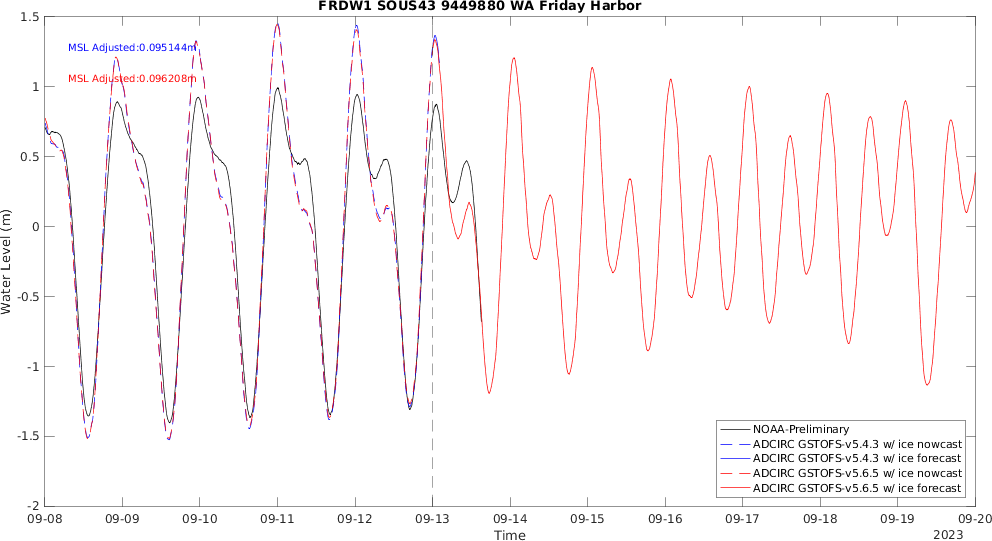 FRDW1 SOUS43 9449880 WA Friday Harbor
MSL Adjusted:0.095144m
MSL Adjusted:0.096208m
Water Level (m)
1.5
1
0.5
0
-0.5
-1
-1.5
-2
NOAA-Preliminary
ADCIRC GSTOFS-v5.4.3 w/ ice nowcast
ADCIRC GSTOFS-v5.4.3 w/ ice forecast
ADCIRC GSTOFS-v5.6.5 w/ ice nowcast
ADCIRC GSTOFS-v5.6.5 w/ ice forecast
09-08 09-09 09-10 09-11 09-12 09-13 09-14 09-15 09-16 09-17 09-18 09-19 09-20
Time
2023